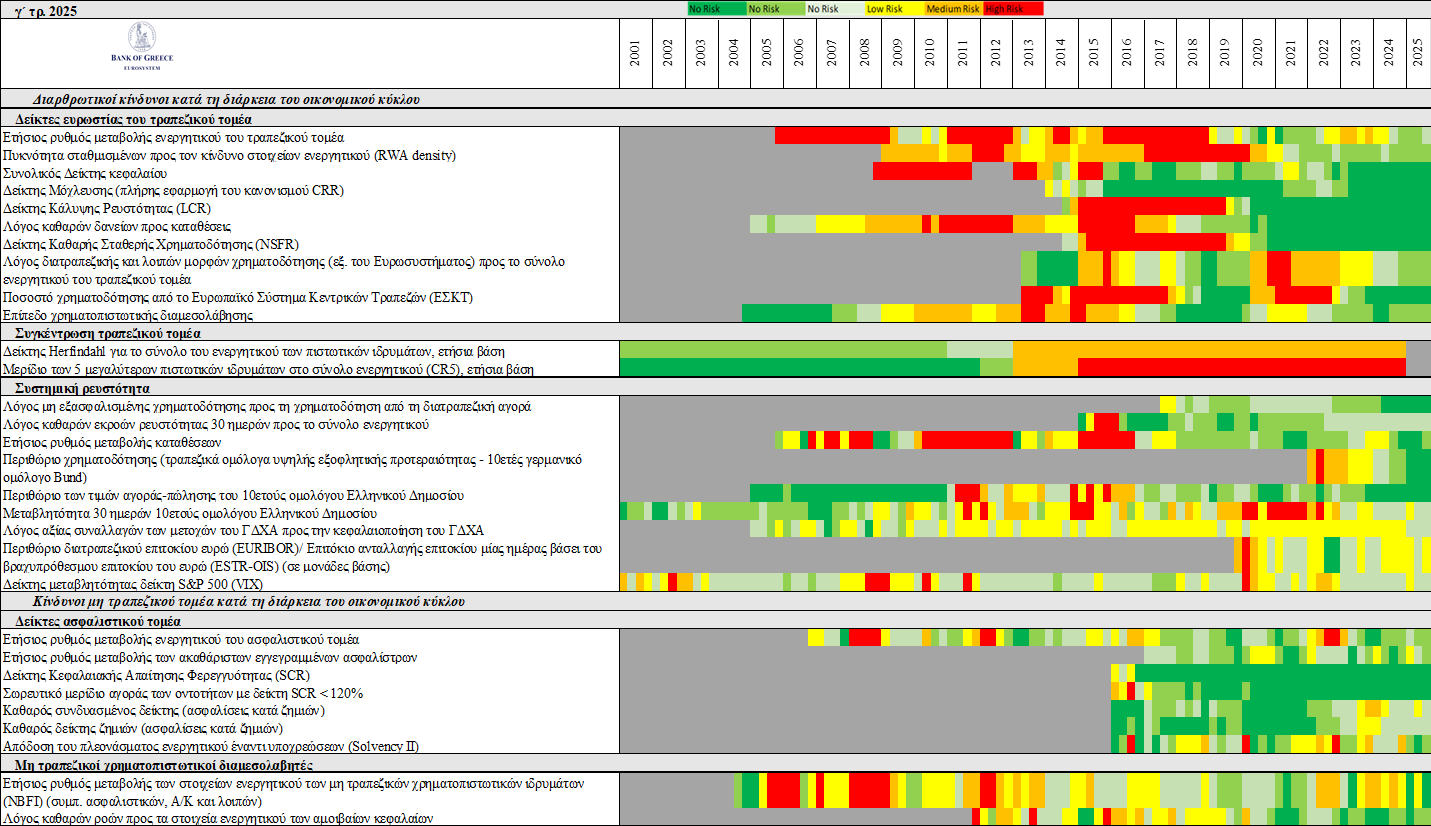 γ΄ τρ. 2025
No Risk No Risk No Risk Low Risk Medium Risk High Risk
BANK OF GREECE
EUROSYSTEM
2001 2002 2003 2004 2005 2006 2007 2008 2009 2010 2011 2012 2013 2014 2015 2016 2017 2018 2019 2020 2021 2022 2023 2024 2025
Διαρθρωτικοί κίνδυνοι κατά τη διάρκεια του οικονομικού κύκλου
Δείκτες ευρωστίας του τραπεζικού τομέα
Ετήσιος ρυθμός μεταβολής ενεργητικού του τραπεζικού τομέα
Πυκνότητα σταθμισμένων προς τον κίνδυνο στοιχείων ενεργητικού (RWA density)
Συνολικός Δείκτης κεφαλαίου
Δείκτης Μόχλευσης (πλήρης εφαρμογή του κανονισμού CRR)
Δείκτης Κάλυψης Ρευστότητας (LCR)
Λόγος καθαρών δανείων προς καταθέσεις
Δείκτης Καθαρής Σταθερής Χρηματοδότησης (NSFR)
Λόγος διατραπεζικής και λοιπών μορφών χρηματοδότησης (εξ. του Ευρωσυστήματος) προς το σύνολο
ενεργητικού του τραπεζικού τομέα
Ποσοστό χρηματοδότησης από το Ευρωπαϊκό Σύστημα Κεντρικών Τραπεζών (ΕΣΚΤ)
Επίπεδο χρηματοπιστωτικής διαμεσολάβησης
Συγκέντρωση τραπεζικού τομέα
Δείκτης Herfindahl για το σύνολο του ενεργητικού των πιστωτικών ιδρυμάτων, ετήσια βάση
Μερίδιο των 5 μεγαλύτερων πιστωτικών ιδρυμάτων στο σύνολο ενεργητικού (CR5), ετήσια βάση
Συστημική ρευστότητα
Λόγος μη εξασφαλισμένης χρηματοδότησης προς τη χρηματοδότηση από τη διατραπεζική αγορά
Λόγος καθαρών εκροών ρευστότητας 30 ημερών προς το σύνολο ενεργητικού
Ετήσιος ρυθμός μεταβολής καταθέσεων
Περιθώριο χρηματοδότησης (τραπεζικά ομόλογα υψηλής εξοφλητικής προτεραιότητας - 10ετές γερμανικό
ομόλογο Bund)
Περιθώριο των τιμών αγοράς-πώλησης του 10ετούς ομολόγου Ελληνικού Δημοσίου
Μεταβλητότητα 30 ημερών 10ετούς ομολόγου Ελληνικού Δημοσίου
Λόγος αξίας συναλλαγών των μετοχών του ΓΔΧΑ προς την κεφαλαιοποίηση του ΓΔΧΑ
Περιθώριο διατραπεζικού επιτοκίου ευρώ (EURIBOR)/ Επιτόκιο ανταλλαγής επιτοκίου μίας ημέρας βάσει του
βραχυπρόθεσμου επιτοκίου του ευρώ (ESTR-OIS) (σε μονάδες βάσης)
Δείκτης μεταβλητότητας δείκτη S&P 500 (VIX)
Κίνδυνοι μη τραπεζικού τομέα κατά τη διάρκεια του οικονομικού κύκλου
Δείκτες ασφαλιστικού τομέα
Ετήσιος ρυθμός μεταβολής ενεργητικού του ασφαλιστικού τομέα
Ετήσιος ρυθμός μεταβολής των ακαθάριστων εγγεγραμμένων ασφαλίστρων
Δείκτης Κεφαλαιακής Απαίτησης Φερεγγυότητας (SCR)
Σωρευτικό μερίδιο αγοράς των οντοτήτων με δείκτη SCR < 120%
Καθαρός συνδυασμένος δείκτης (ασφαλίσεις κατά ζημιών)
Καθαρός δείκτης ζημιών (ασφαλίσεις κατά ζημιών)
Απόδοση του πλεονάσματος ενεργητικού έναντι υποχρεώσεων (Solvency II)
Μη τραπεζικοί χρηματοπιστωτικοί διαμεσολαβητές
Ετήσιος ρυθμός μεταβολής των στοιχείων ενεργητικού των μη τραπεζικών χρηματοπιστωτικών ιδρυμάτων
(NBFI) (συμπ. ασφαλιστικών, Α/Κ και λοιπών)
Λόγος καθαρών ροών προς τα στοιχεία ενεργητικού των αμοιβαίων κεφαλαίων